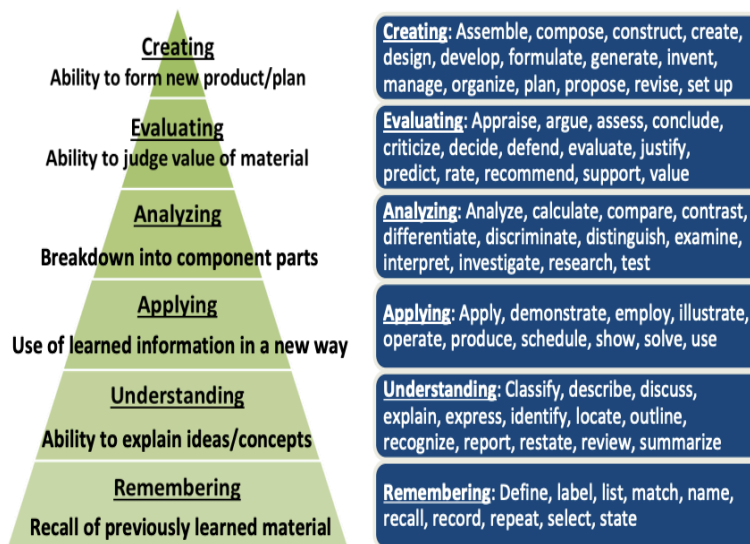 Creating
Ability to form new product/plan
Creating: Assemble, compose, construct, create,
design, develop, formulate, generate, invent,
manage, organize, plan, propose, revise, set up
Evaluating
Ability to judge value of material
Evaluating: Appraise, argue, assess, conclude,
criticize, decide, defend, evaluate, justify,
predict, rate, recommend, support, value
Analyzing
Breakdown into component parts
Analyzing: Analyze, calculate, compare, contrast,
differentiate, discriminate, distinguish, examine,
interpret, investigate, research, test
Applying
Use of learned information in a new way
Applying: Apply, demonstrate, employ, illustrate,
operate, produce, schedule, show, solve, use
Understanding
Ability to explain ideas/concepts
Understanding: Classify, describe, discuss,
explain, express, identify, locate, outline,
recognize, report, restate, review, summarize
Remembering
Recall of previously learned material
Remembering: Define, label, list, match, name,
recall, record, repeat, select, state